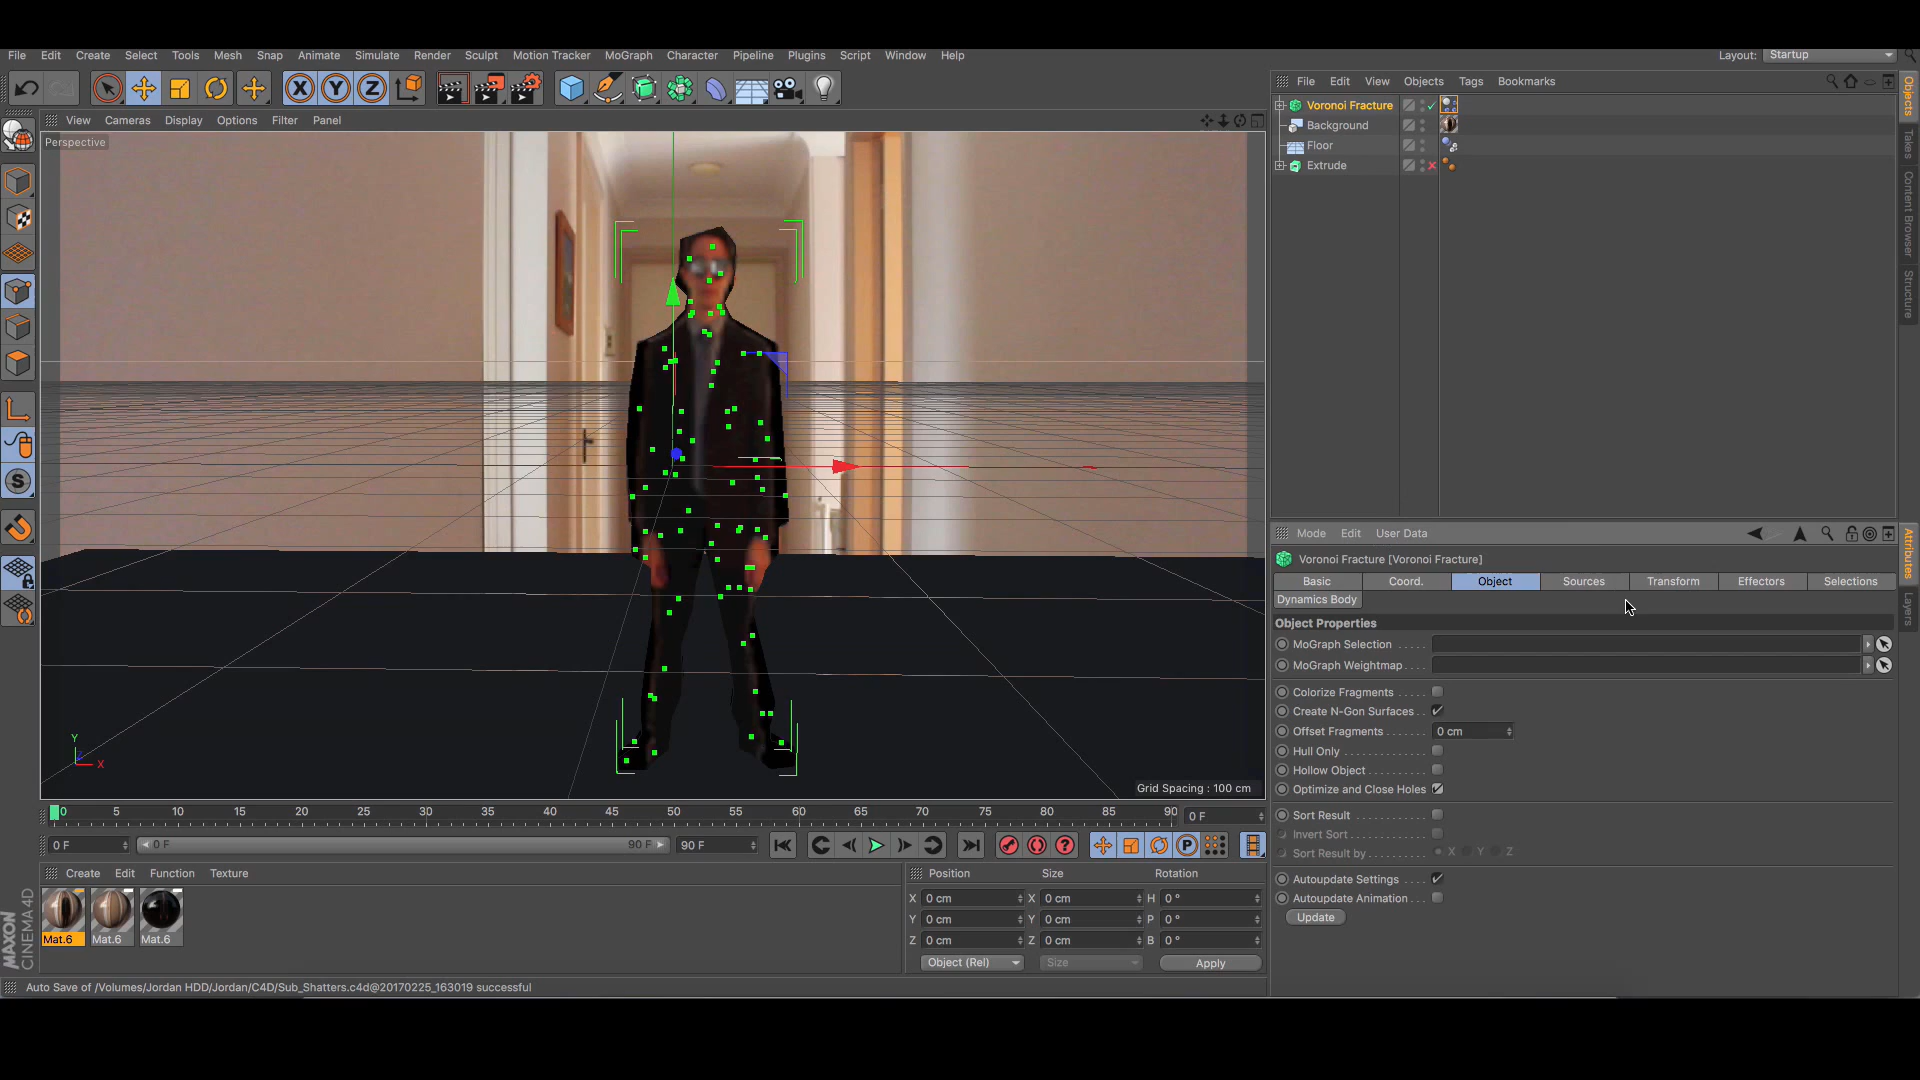 File Edit Create Select Tools Mesh Snap Animate Simulate Render Sculpt Motion Tracker MoGraph Character Pipeline Plugins Script Window Help
Layout: Startup
View Cameras Display Options Filter Panel
Perspective
Y
X
Grid Spacing : 100 cm
0 5 10 15 20 25 30 35 40 45 50 55 60 65 70 75 80 85 90
0 F
0 F
0 F
90 F
90 F
P
Create Edit Function Texture
Mat.6 Mat.6 Mat.6
MAXON
CINEMA 4D
Position Size Rotation
X 0 cm X 0 cm H 0 °
Y 0 cm Y 0 cm P 0 °
Z 0 cm Z 0 cm B 0 °
Object (Rel) Size Apply
Auto Save of /Volumes/Jordan HDD/Jordan/C4D/Sub_Shatters.c4d@20170225_163019 successful
File Edit View Objects Tags Bookmarks
Voronoi Fracture
Background
Floor
Extrude
Objects
Takes
Content Browser
Structure
Mode Edit User Data
Voronoi Fracture [Voronoi Fracture]
Basic Coord. Object Sources Transform Effectors Selections
Dynamics Body
Object Properties
MoGraph Selection . . . . .
MoGraph Weightmap . . . .
Colorize Fragments . . . . .
Create N-Gon Surfaces . .
Offset Fragments . . . . . . 0 cm
Hull Only . . . . . . . . . . . .
Hollow Object . . . . . . . . .
Optimize and Close Holes
Sort Result . . . . . . . . . . .
Invert Sort . . . . . . . . . . .
Sort Result by . . . . . . . . . X Y Z
Autoupdate Settings . . . .
Autoupdate Animation . . .
Update
Attributes
Layers
X Y Z
S